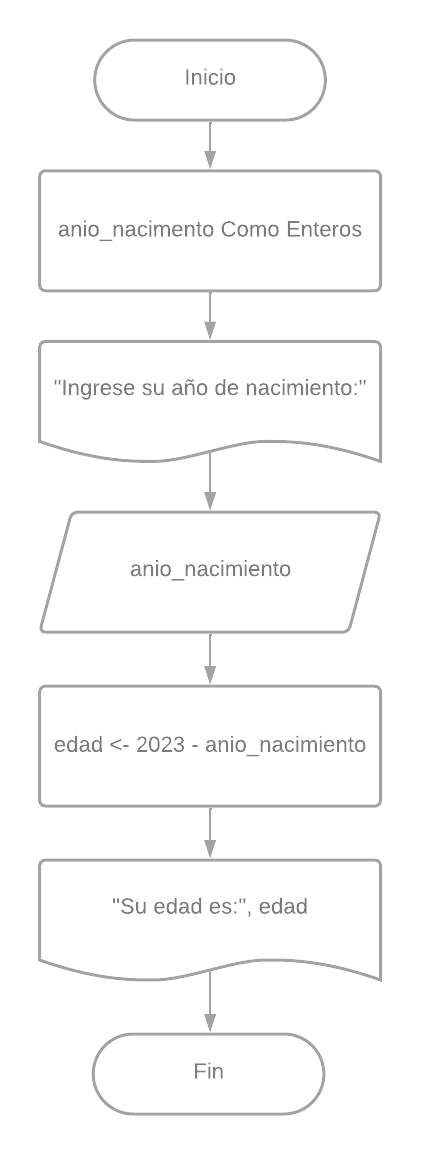 Inicio
anio_nacimento Como Enteros
"Ingrese su año de nacimiento:"
anio_nacimiento
edad <- 2023 - anio_nacimiento
"Su edad es:", edad
Fin